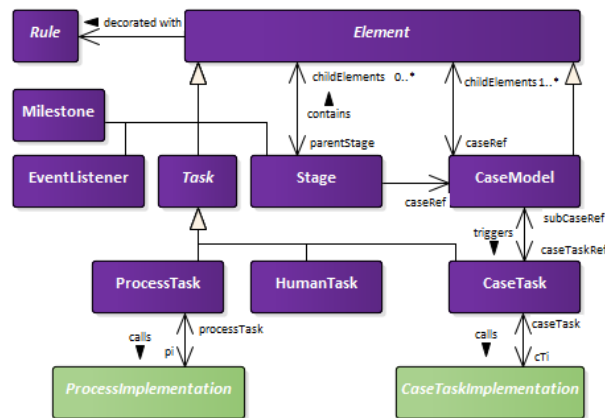 Rule
decorated with
Element
childElements 0..*
childElements 1..*
contains
Milestone
parentStage
caseRef
EventListener
Task
Stage
caseRef
CaseModel
subCaseRef
triggers
caseTaskRef
ProcessTask
HumanTask
CaseTask
processTask
calls
pi
caseTask
calls
cTi
ProcessImplementation
CaseTaskImplementation